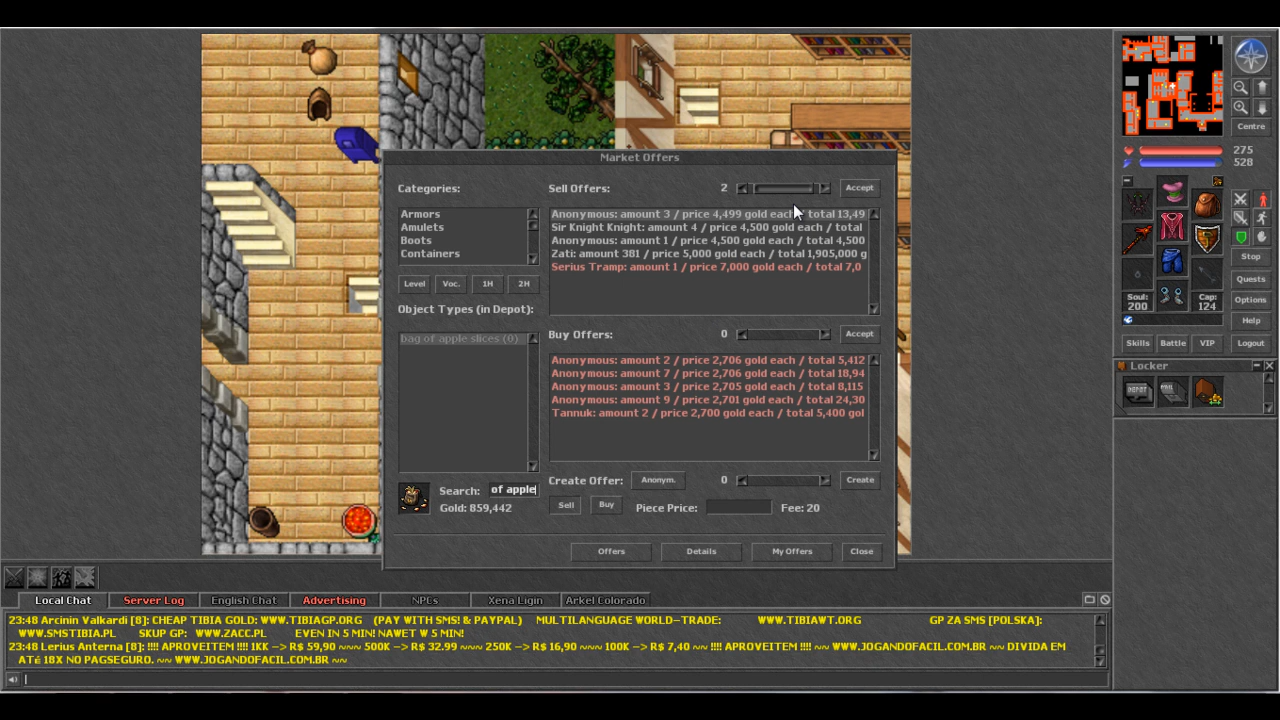 Market Offers
Categories:
Armors
Amulets
Boots
Containers
Level
Voc.
1H
2H
Object Types (in Depot):
bag of apple slices (0)
Search: of apple
Gold: 859,442
Sell Offers: 2 Accept
Anonymous: amount 3 / price 4,499 gold each / total 13,49
Sir Knight Knight: amount 4 / price 4,500 gold each / total
Anonymous: amount 1 / price 4,500 gold each / total 4,500
Zati: amount 381 / price 5,000 gold each / total 1,905,000 g
Serius Tramp: amount 1 / price 7,000 gold each / total 7,0
Buy Offers: 0 Accept
Anonymous: amount 2 / price 2,706 gold each / total 5,412
Anonymous: amount 7 / price 2,706 gold each / total 18,94
Anonymous: amount 3 / price 2,705 gold each / total 8,115
Anonymous: amount 9 / price 2,701 gold each / total 24,30
Tannuk: amount 2 / price 2,700 gold each / total 5,400 gol
Create Offer: Anonym. 0 Create
Sell Buy Piece Price: Fee: 20
Offers Details My Offers Close
Centre
275
528
Soul:
200
Cap:
124
Stop
Quests
Options
Help
Skills Battle VIP Logout
Locker
DEPOT
MAIL
Local Chat Server Log English Chat Advertising NPCs Xena Ligin Arkel Colorado
23:48 Arcinin Valkardi [8]: CHEAP TIBIA GOLD: WWW.TIBIAGP.ORG (PAY WITH SMS! & PAYPAL) MULTILANGUAGE WORLD-TRADE: WWW.TIBIAWT.ORG GP ZA SMS [POLSKA]:
WWW.SMSTIBIA.PL SKUP GP: WWW.ZACC.PL EVEN IN 5 MIN! NAWET W 5 MIN!
23:48 Lerius Anterna [8]: !!!! APROVEITEM !!!! 1KK --> R$ 59,90 ~~~ 500K --> R$ 32.99 ~~~ 250K --> R$ 16,90 ~~~ 100K --> R$ 7,40 ~~ !!!! APROVEITEM !!!! ~~ WWW.JOGANDOFACIL.COM.BR ~~ DIVIDA EM
ATé 18X NO PAGSEGURO. ~~ WWW.JOGANDOFACIL.COM.BR ~~